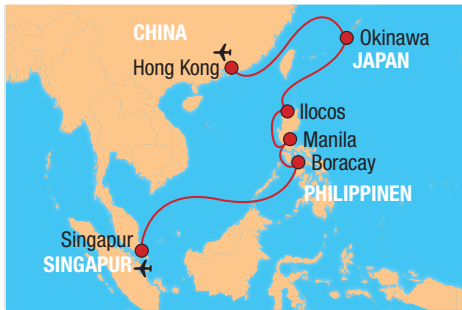 CHINA
Hong Kong
Okinawa
JAPAN
Ilocos
Manila
Boracay
PHILIPPINEN
Singapur
SINGAPUR